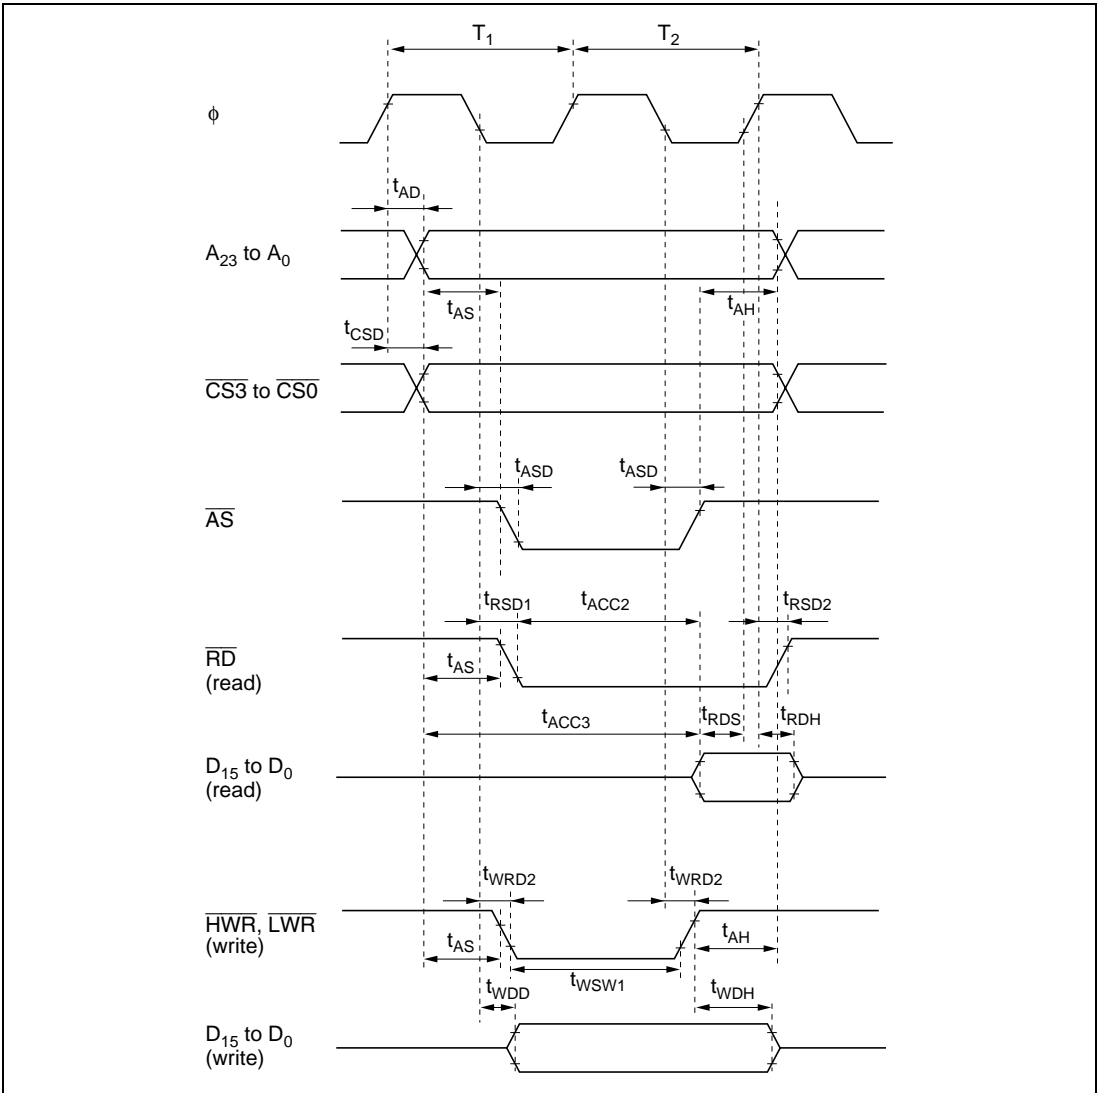 T1 T2
ϕ
tAD
A23 to A0
tAS tAH
tCSD
CS3 to CS0
tASD tASD
AS
tRSD1 tACC2 tRSD2
RD
(read)
tAS
tACC3 tRDS tRDH
D15 to D0
(read)
tWRD2 tWRD2
HWR, LWR
(write)
tAS tAH
tWSW1
tWDD tWDH
D15 to D0
(write)